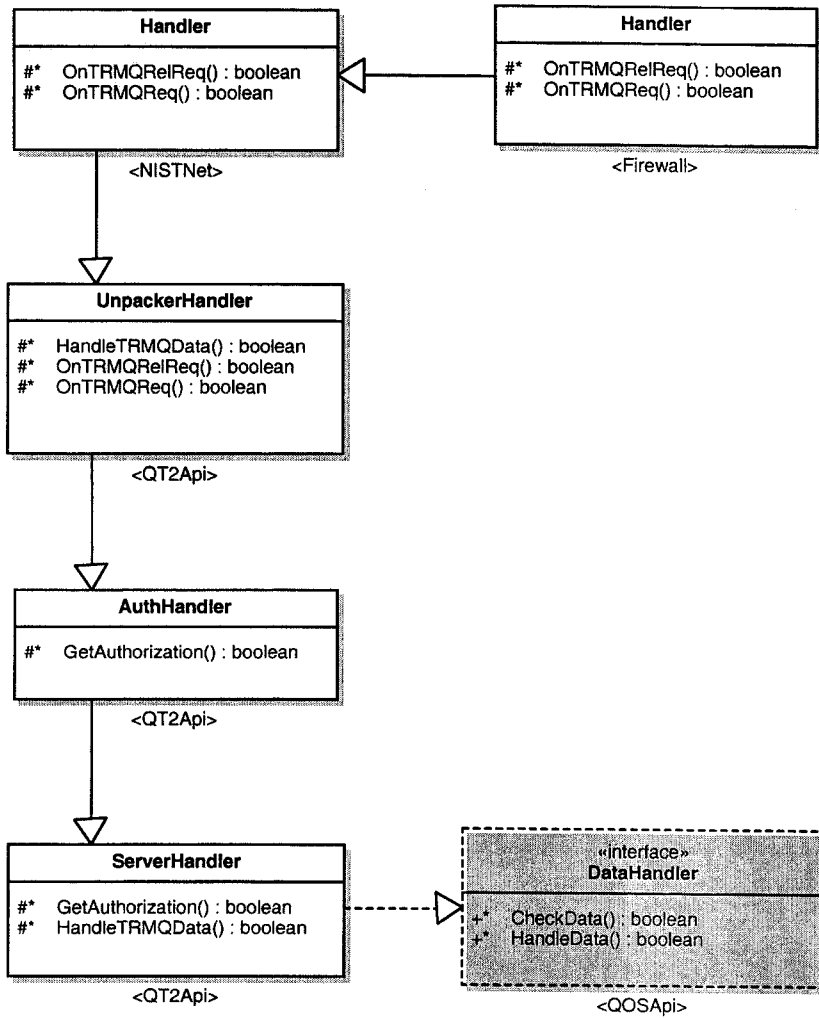 Handler
#* OnTRMQRelReq() : boolean
#* OnTRMQReq() : boolean
<NISTNet>
Handler
#* OnTRMQRelReq() : boolean
#* OnTRMQReq() : boolean
<Firewall>
UnpackerHandler
#* HandleTRMQData() : boolean
#* OnTRMQRelReq() : boolean
#* OnTRMQReq() : boolean
<QT2Api>
AuthHandler
#* GetAuthorization() : boolean
<QT2Api>
ServerHandler
#* GetAuthorization() : boolean
#* HandleTRMQData() : boolean
<QT2Api>
«interface»
DataHandler
+* CheckData() : boolean
+* HandleData() : boolean
<QOSApi>